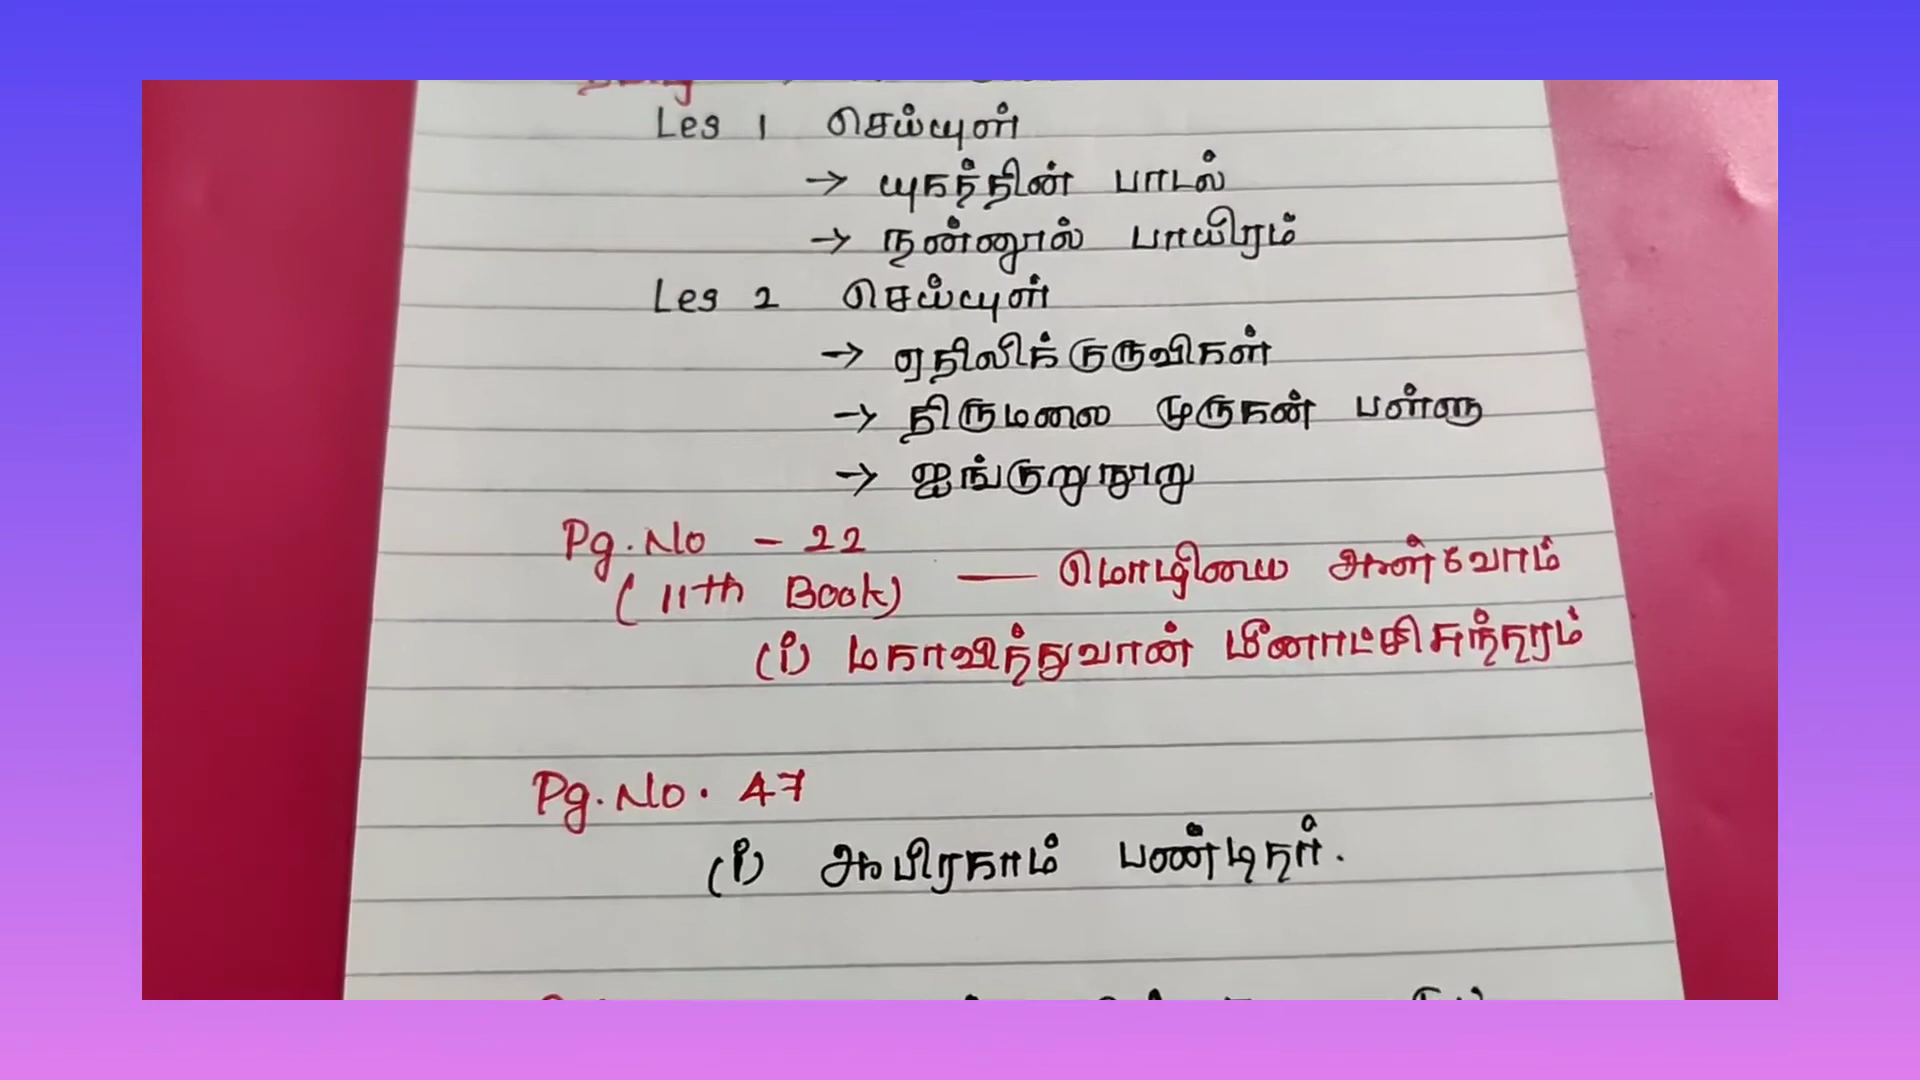 Les 1 செய்யுள்
→ யுகத்தின் பாடல்
→ நன்னூல் பாயிரம்
Les 2 செய்யுள்
→ ஏதிலிக்குருவிகள்
→ திருமலை முருகன் பள்ளு
→ ஐங்குறுநூறு
Pg.No - 22
(11th Book) — மொழியை ஆள்வோம்
(i) மகாவித்துவான் மீனாட்சிசுந்தரம்
Pg.No. 47
(i) ஆபிரகாம் பண்டிதர்.